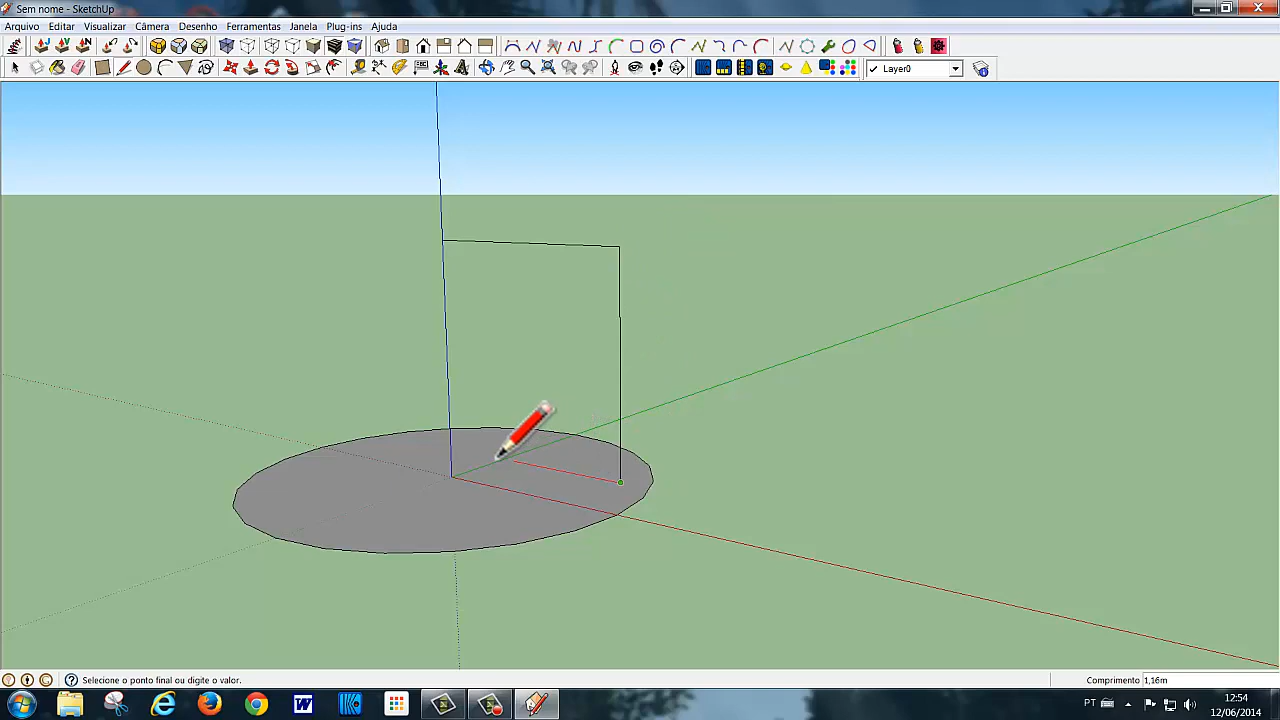 Sem nome - SketchUp
Arquivo Editar Visualizar Câmera Desenho Ferramentas Janela Plug-ins Ajuda
Layer0
Selecione o ponto final ou digite o valor.
Comprimento 1,16m
PT
12:54
12/06/2014